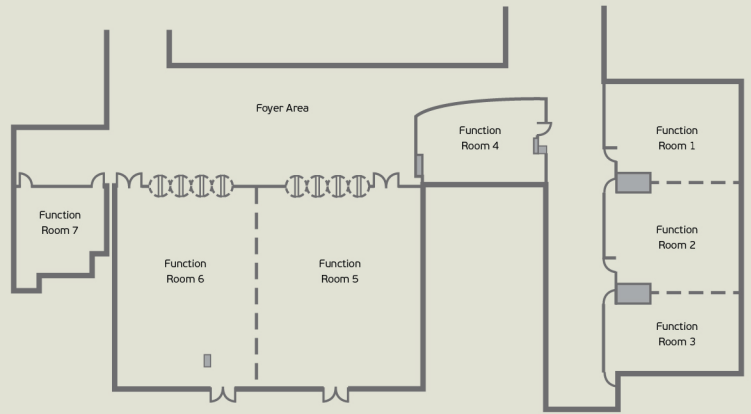 Foyer Area
Function
Room 4
Function
Room 1
Function
Room 7
Function
Room 2
Function
Room 6
Function
Room 5
Function
Room 3